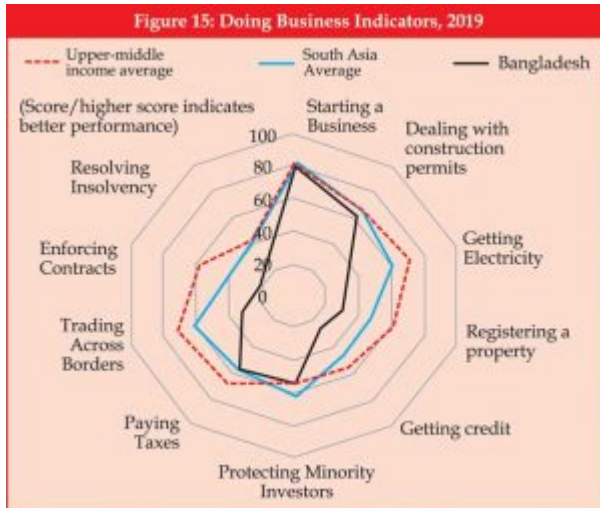 Figure 15: Doing Business Indicators, 2019
Upper-middle
income average
South Asia
Average
Bangladesh
(Score/higher score indicates
better performance)
100
80
60
40
20
0
Starting a
Business
Dealing with
construction
permits
Getting
Electricity
Registering a
property
Getting credit
Protecting Minority
Investors
Paying
Taxes
Trading
Across
Borders
Enforcing
Contracts
Resolving
Insolvency